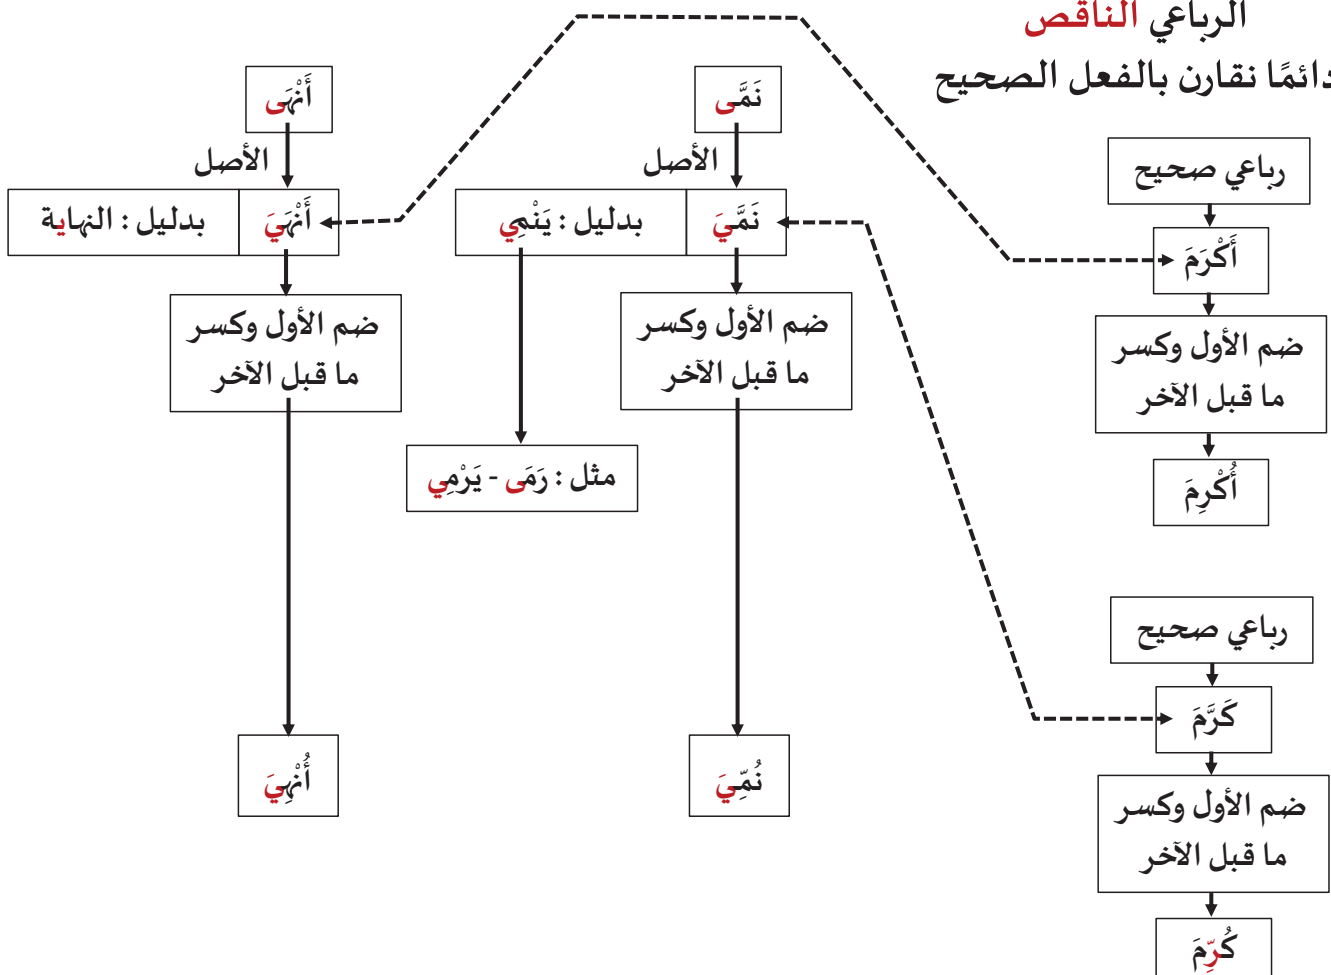 الرباعي الناقص
دائمًا نقارن بالفعل الصحيح
رباعي صحيح
أَكْرَمَ
ضم الأول وكسر
ما قبل الآخر
أُكْرِمَ
رباعي صحيح
كَرَّمَ
ضم الأول وكسر
ما قبل الآخر
كُرِّمَ
نَمَّى
الأصل
نَمَّيَ
بدليل : يَنْمِي
ضم الأول وكسر
ما قبل الآخر
مثل : رَمَى - يَرْمِي
نُمِّيَ
أَنْهَى
الأصل
أَنْهَيَ
بدليل : النهاية
ضم الأول وكسر
ما قبل الآخر
أُنْهِيَ